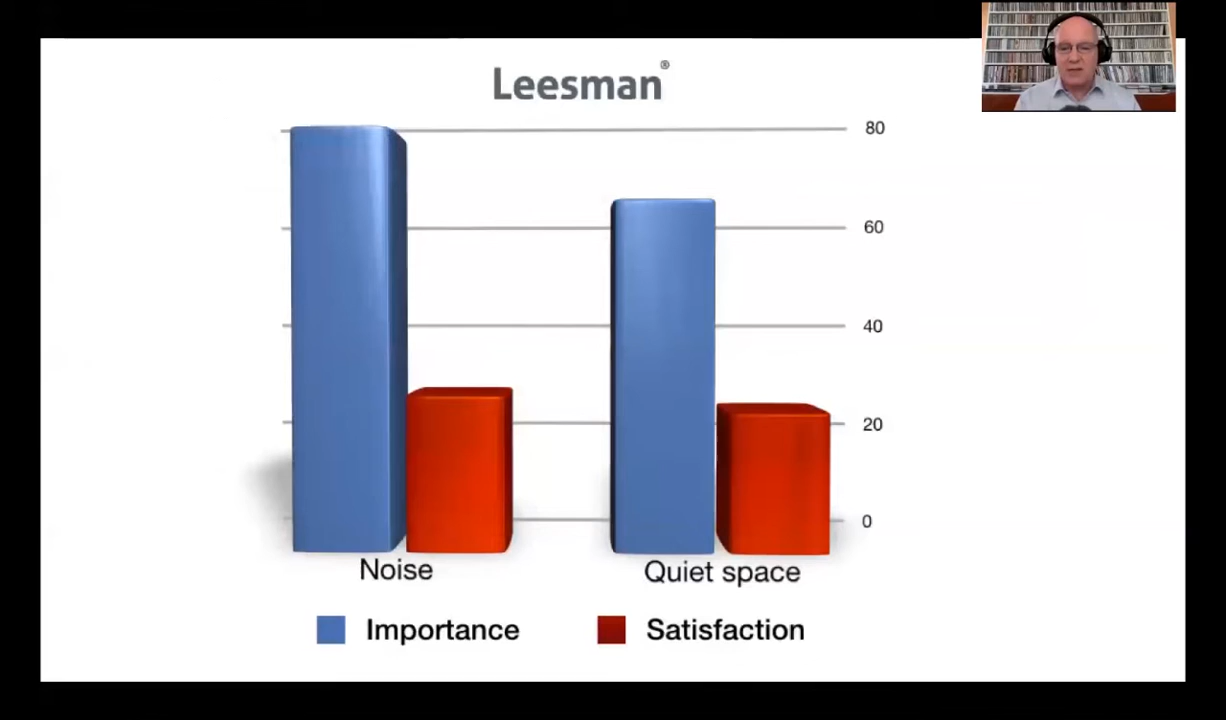 Leesman®
80
60
40
20
0
Noise
Quiet space
Importance
Satisfaction